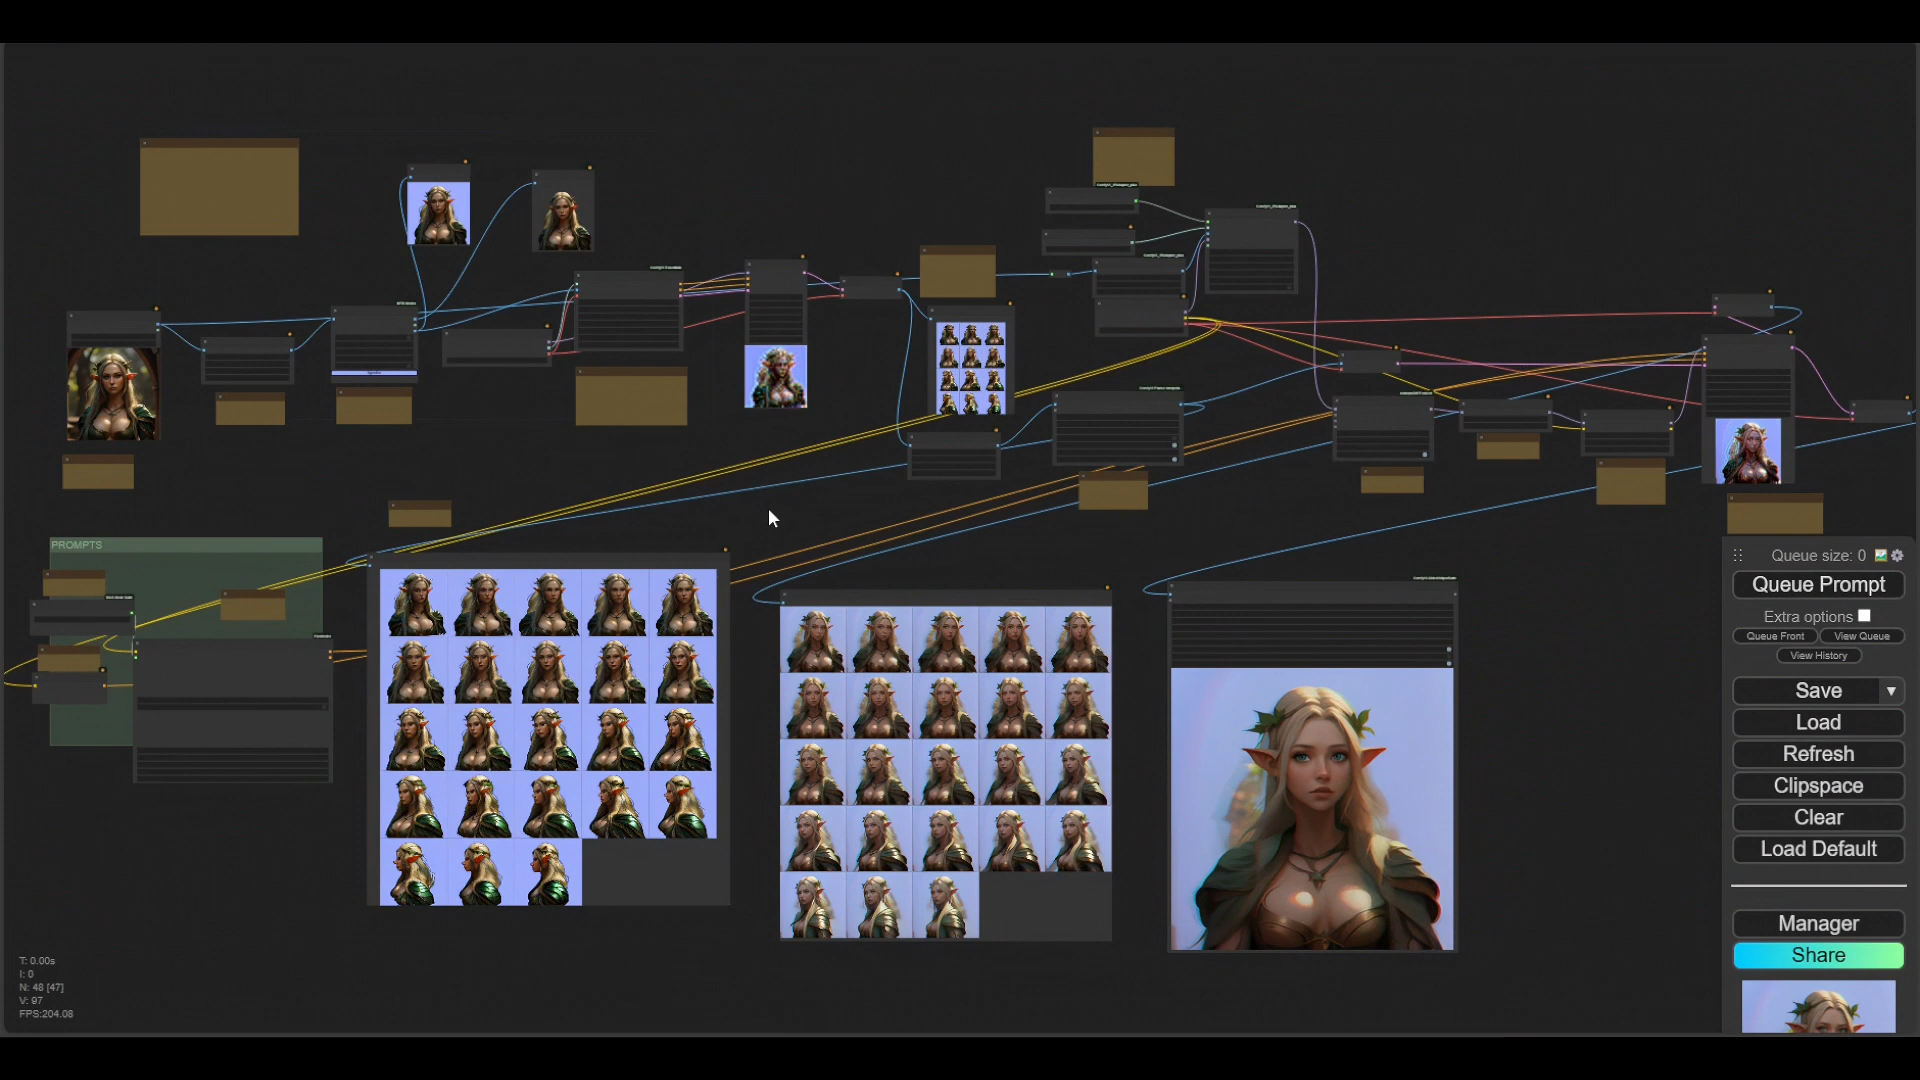 PROMPTS
Queue size: 0
Queue Prompt
Extra options
Queue Front
View Queue
View History
Save
▼
Load
Refresh
Clipspace
Clear
Load Default
Manager
Share
T: 0.00s
I: 0
N: 48 [47]
V: 97
FPS:204.08